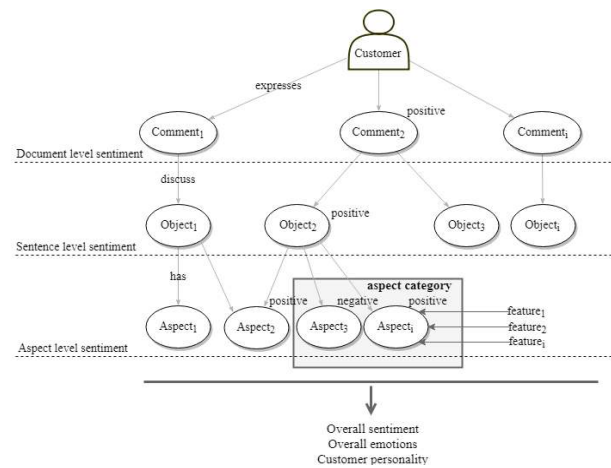 Customer
expresses
positive
Comment₁
Comment₂
Commentᵢ
Document level sentiment
discuss
Object₁
Object₂
positive
Object₃
Objectᵢ
Sentence level sentiment
has
aspect category
positive
negative
positive
Aspect₁
Aspect₂
Aspect₃
Aspectᵢ
feature₁
feature₂
featureᵢ
Aspect level sentiment
Overall sentiment
Overall emotions
Customer personality